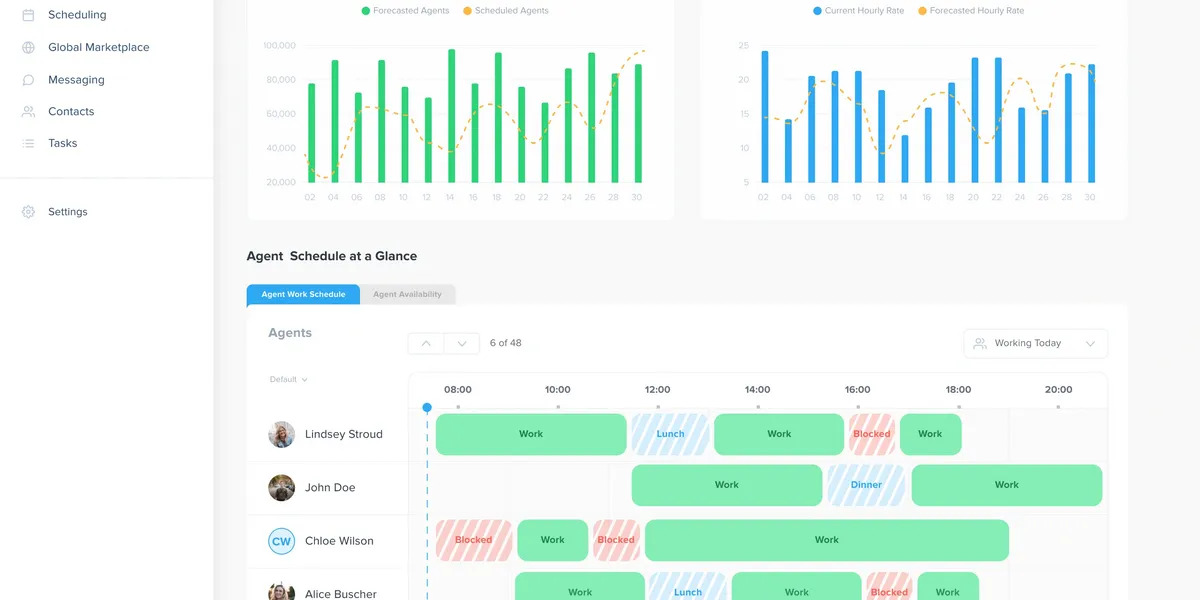 Scheduling
Global Marketplace
Messaging
Contacts
Tasks
Settings
Forecasted Agents Scheduled Agents
100,000
80,000
60,000
40,000
20,000
02 04 06 08 10 12 14 16 18 20 22 24 26 28 30
Current Hourly Rate Forecasted Hourly Rate
25
20
15
10
5
02 04 06 08 10 12 14 16 18 20 22 24 26 28 30
Agent Schedule at a Glance
Agent Work Schedule Agent Availability
Agents
6 of 48
Working Today
Default
08:00 10:00 12:00 14:00 16:00 18:00 20:00
Lindsey Stroud Work Lunch Work Blocked Work
John Doe Work Dinner Work
CW Chloe Wilson Blocked Work Blocked Work
Alice Buscher Work Lunch Work Blocked Work